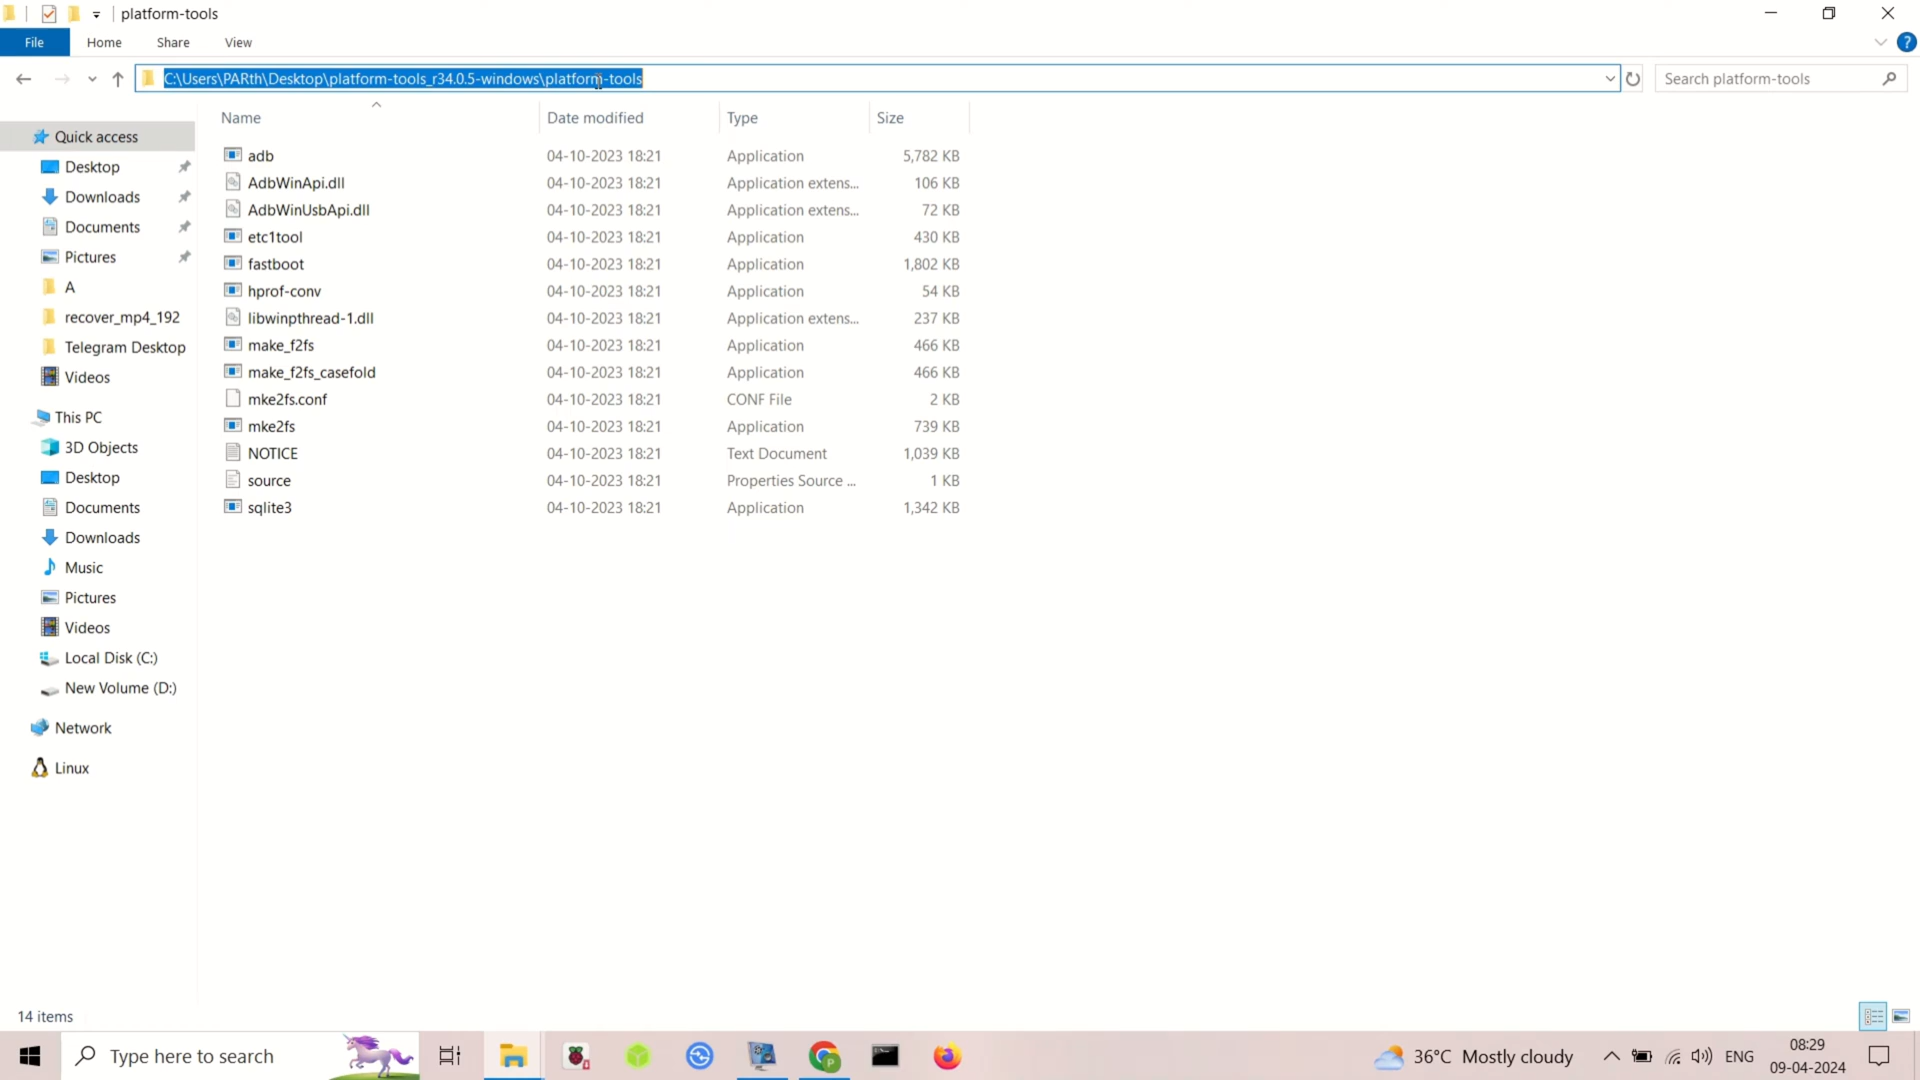 platform-tools
File Home Share View
C:\Users\PARth\Desktop\platform-tools_r34.0.5-windows\platform-tools
Search platform-tools
Name Date modified Type Size
Quick access
Desktop
Downloads
Documents
Pictures
A
recover_mp4_192
Telegram Desktop
Videos
This PC
3D Objects
Desktop
Documents
Downloads
Music
Pictures
Videos
Local Disk (C:)
New Volume (D:)
Network
Linux
adb 04-10-2023 18:21 Application 5,782 KB
AdbWinApi.dll 04-10-2023 18:21 Application extens... 106 KB
AdbWinUsbApi.dll 04-10-2023 18:21 Application extens... 72 KB
etc1tool 04-10-2023 18:21 Application 430 KB
fastboot 04-10-2023 18:21 Application 1,802 KB
hprof-conv 04-10-2023 18:21 Application 54 KB
libwinpthread-1.dll 04-10-2023 18:21 Application extens... 237 KB
make_f2fs 04-10-2023 18:21 Application 466 KB
make_f2fs_casefold 04-10-2023 18:21 Application 466 KB
mke2fs.conf 04-10-2023 18:21 CONF File 2 KB
mke2fs 04-10-2023 18:21 Application 739 KB
NOTICE 04-10-2023 18:21 Text Document 1,039 KB
source 04-10-2023 18:21 Properties Source ... 1 KB
sqlite3 04-10-2023 18:21 Application 1,342 KB
14 items
Type here to search
36°C Mostly cloudy
ENG
08:29
09-04-2024